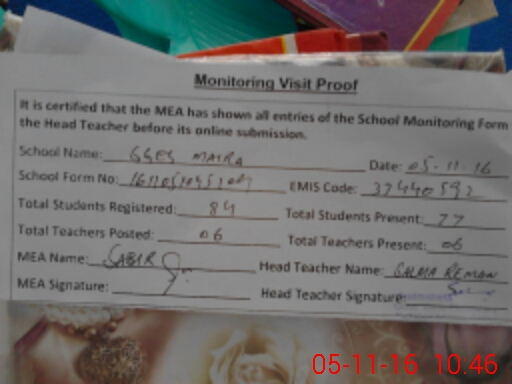 Monitoring Visit Proof
It is certified that the MEA has shown all entries of the School Monitoring Form
the Head Teacher before its online submission.
School Name: GGES MAIRA Date: 05-11-16
School Form No: EMIS Code: 37440592
Total Students Registered: 84 Total Students Present: 77
Total Teachers Posted: 06 Total Teachers Present: 06
MEA Name: SABIR Head Teacher Name: SALMA REMAN
MEA Signature: Head Teacher Signature:
05-11-16 10:46